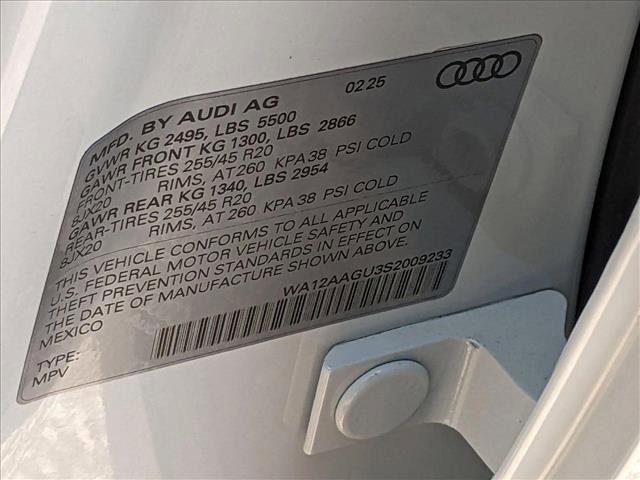 MFD. BY AUDI AG 02 25
GVWR KG 2495, LBS 5500
GAWR FRONT KG 1300, LBS 2866
FRONT-TIRES 255/45 R20
8JX20 RIMS, AT 260 KPA 38 PSI COLD
GAWR REAR KG 1340, LBS 2954
REAR-TIRES 255/45 R20
8JX20 RIMS, AT 260 KPA 38 PSI COLD
THIS VEHICLE CONFORMS TO ALL APPLICABLE
U.S. FEDERAL MOTOR VEHICLE SAFETY AND
THEFT PREVENTION STANDARDS IN EFFECT ON
THE DATE OF MANUFACTURE SHOWN ABOVE.
MEXICO WA12AAGU3S2009233
TYPE:
MPV